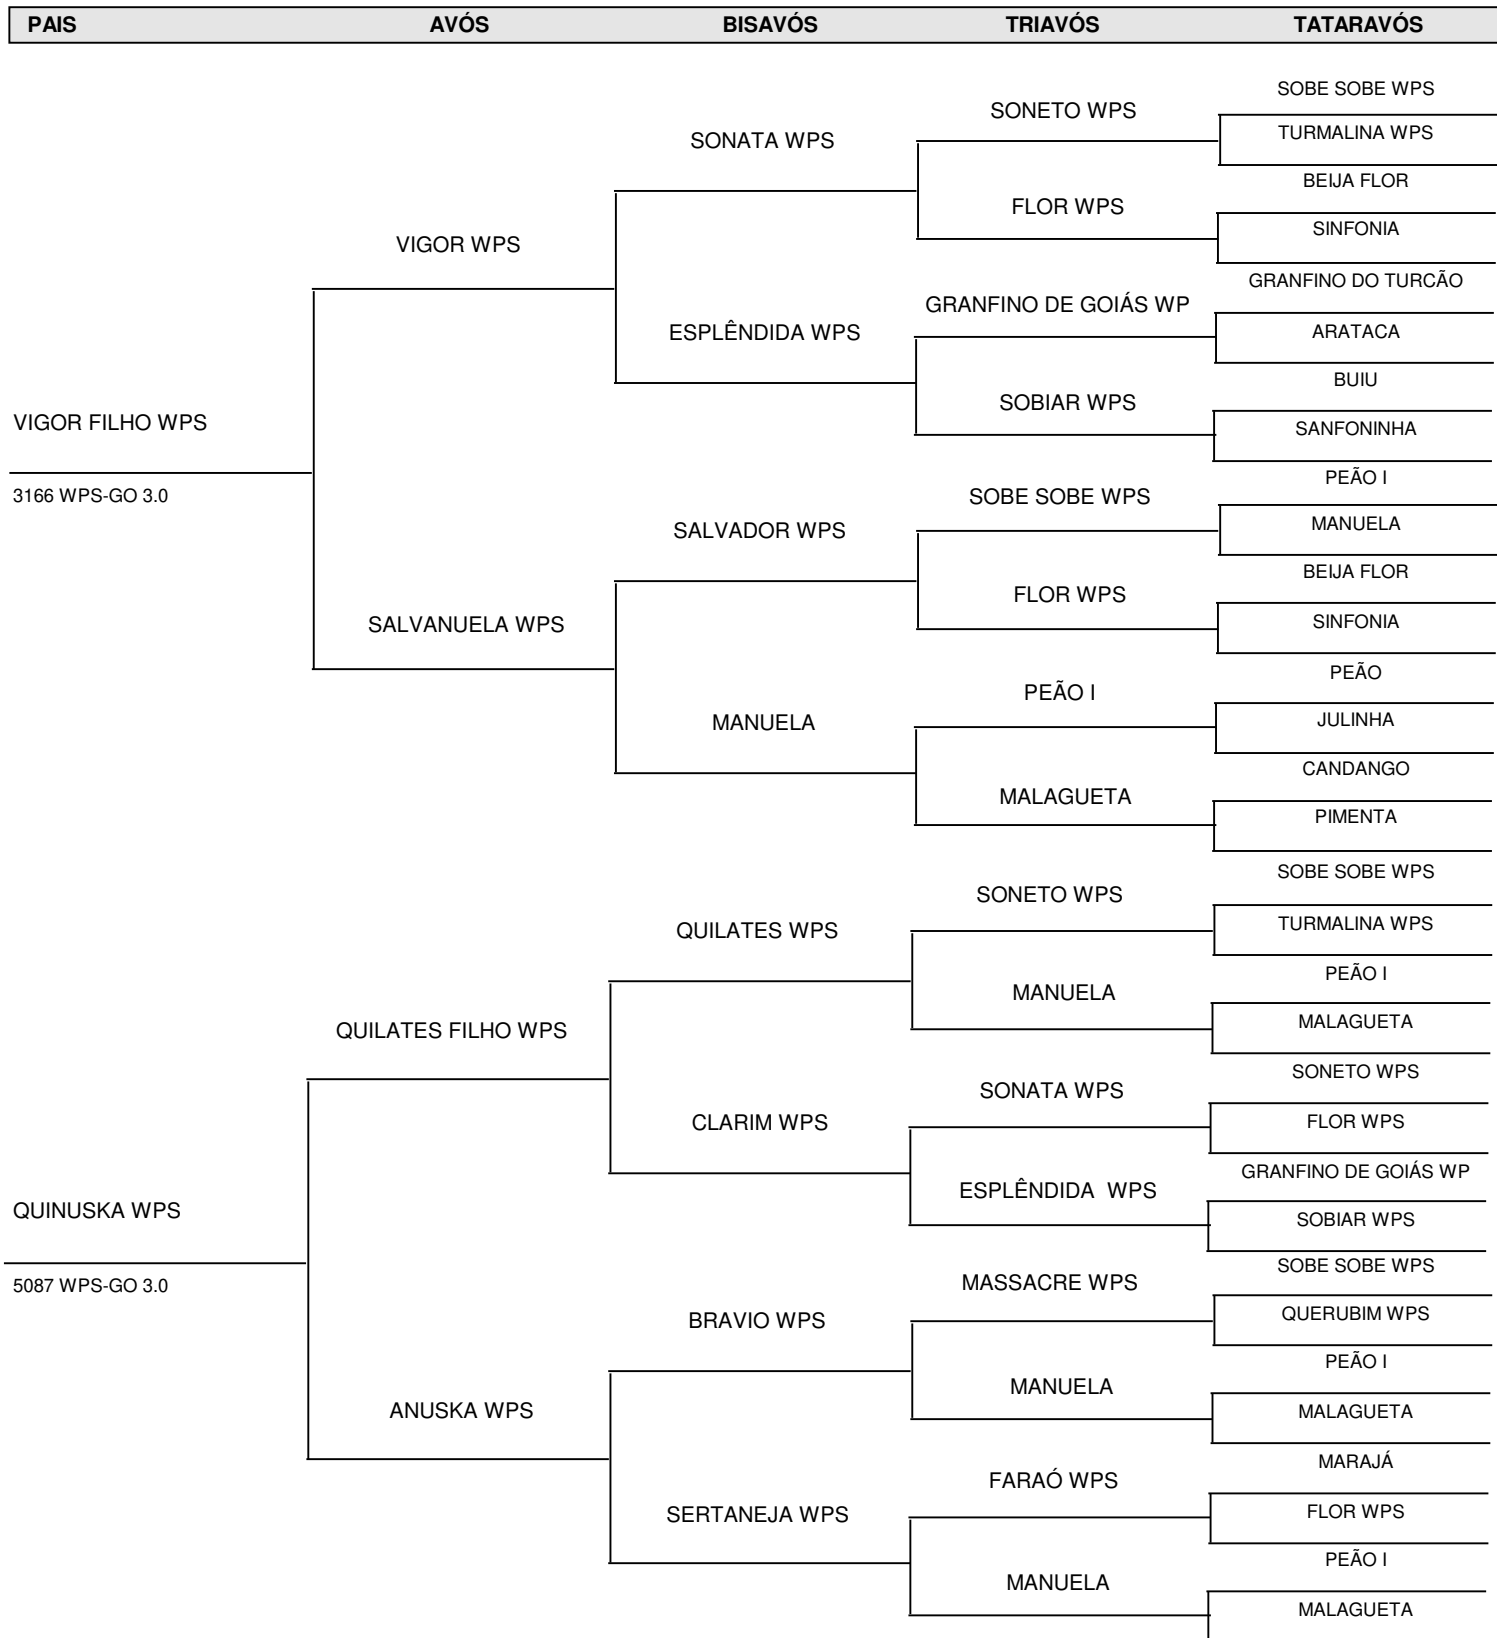 PAIS AVÓS BISAVÓS TRIAVÓS TATARAVÓS
SOBE SOBE WPS
SONETO WPS
TURMALINA WPS
SONATA WPS
BEIJA FLOR
FLOR WPS
SINFONIA
VIGOR WPS
GRANFINO DO TURCÃO
GRANFINO DE GOIÁS WP
ARATACA
ESPLÊNDIDA WPS
BUIU
SOBIAR WPS
SANFONINHA
VIGOR FILHO WPS
3166 WPS-GO 3.0
PEÃO I
SOBE SOBE WPS
MANUELA
SALVADOR WPS
BEIJA FLOR
FLOR WPS
SINFONIA
SALVANUELA WPS
PEÃO
PEÃO I
JULINHA
MANUELA
CANDANGO
MALAGUETA
PIMENTA
SOBE SOBE WPS
SONETO WPS
TURMALINA WPS
QUILATES WPS
PEÃO I
MANUELA
MALAGUETA
QUILATES FILHO WPS
SONETO WPS
SONATA WPS
FLOR WPS
CLARIM WPS
GRANFINO DE GOIÁS WP
ESPLÊNDIDA  WPS
SOBIAR WPS
QUINUSKA WPS
5087 WPS-GO 3.0
SOBE SOBE WPS
MASSACRE WPS
QUERUBIM WPS
BRAVIO WPS
PEÃO I
MANUELA
MALAGUETA
ANUSKA WPS
MARAJÁ
FARAÓ WPS
FLOR WPS
SERTANEJA WPS
PEÃO I
MANUELA
MALAGUETA